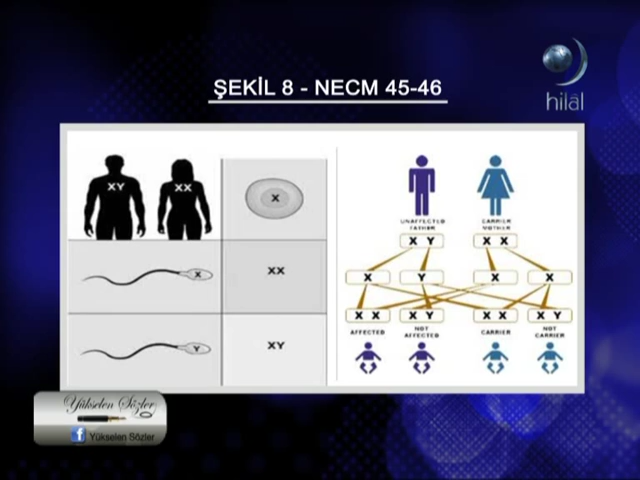 ŞEKİL 8 - NECM 45-46
hilâl
XY
XX
X
X
XX
Y
XY
UNAFFECTED
FATHER
CARRIER
MOTHER
X Y
X X
X
Y
X
X
X X
X Y
X X
X Y
AFFECTED
NOT
AFFECTED
CARRIER
NOT
CARRIER
Yükselen Sözler
f Yükselen Sözler